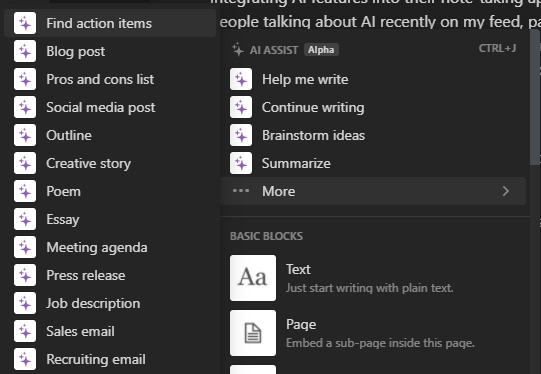 integrating AI features into their note-taking ap
people talking about AI recently on my feed, pa
Find action items
Blog post
Pros and cons list
Social media post
Outline
Creative story
Poem
Essay
Meeting agenda
Press release
Job description
Sales email
Recruiting email
AI ASSIST Alpha CTRL+J
Help me write
Continue writing
Brainstorm ideas
Summarize
More
BASIC BLOCKS
Aa
Text
Just start writing with plain text.
Page
Embed a sub-page inside this page.